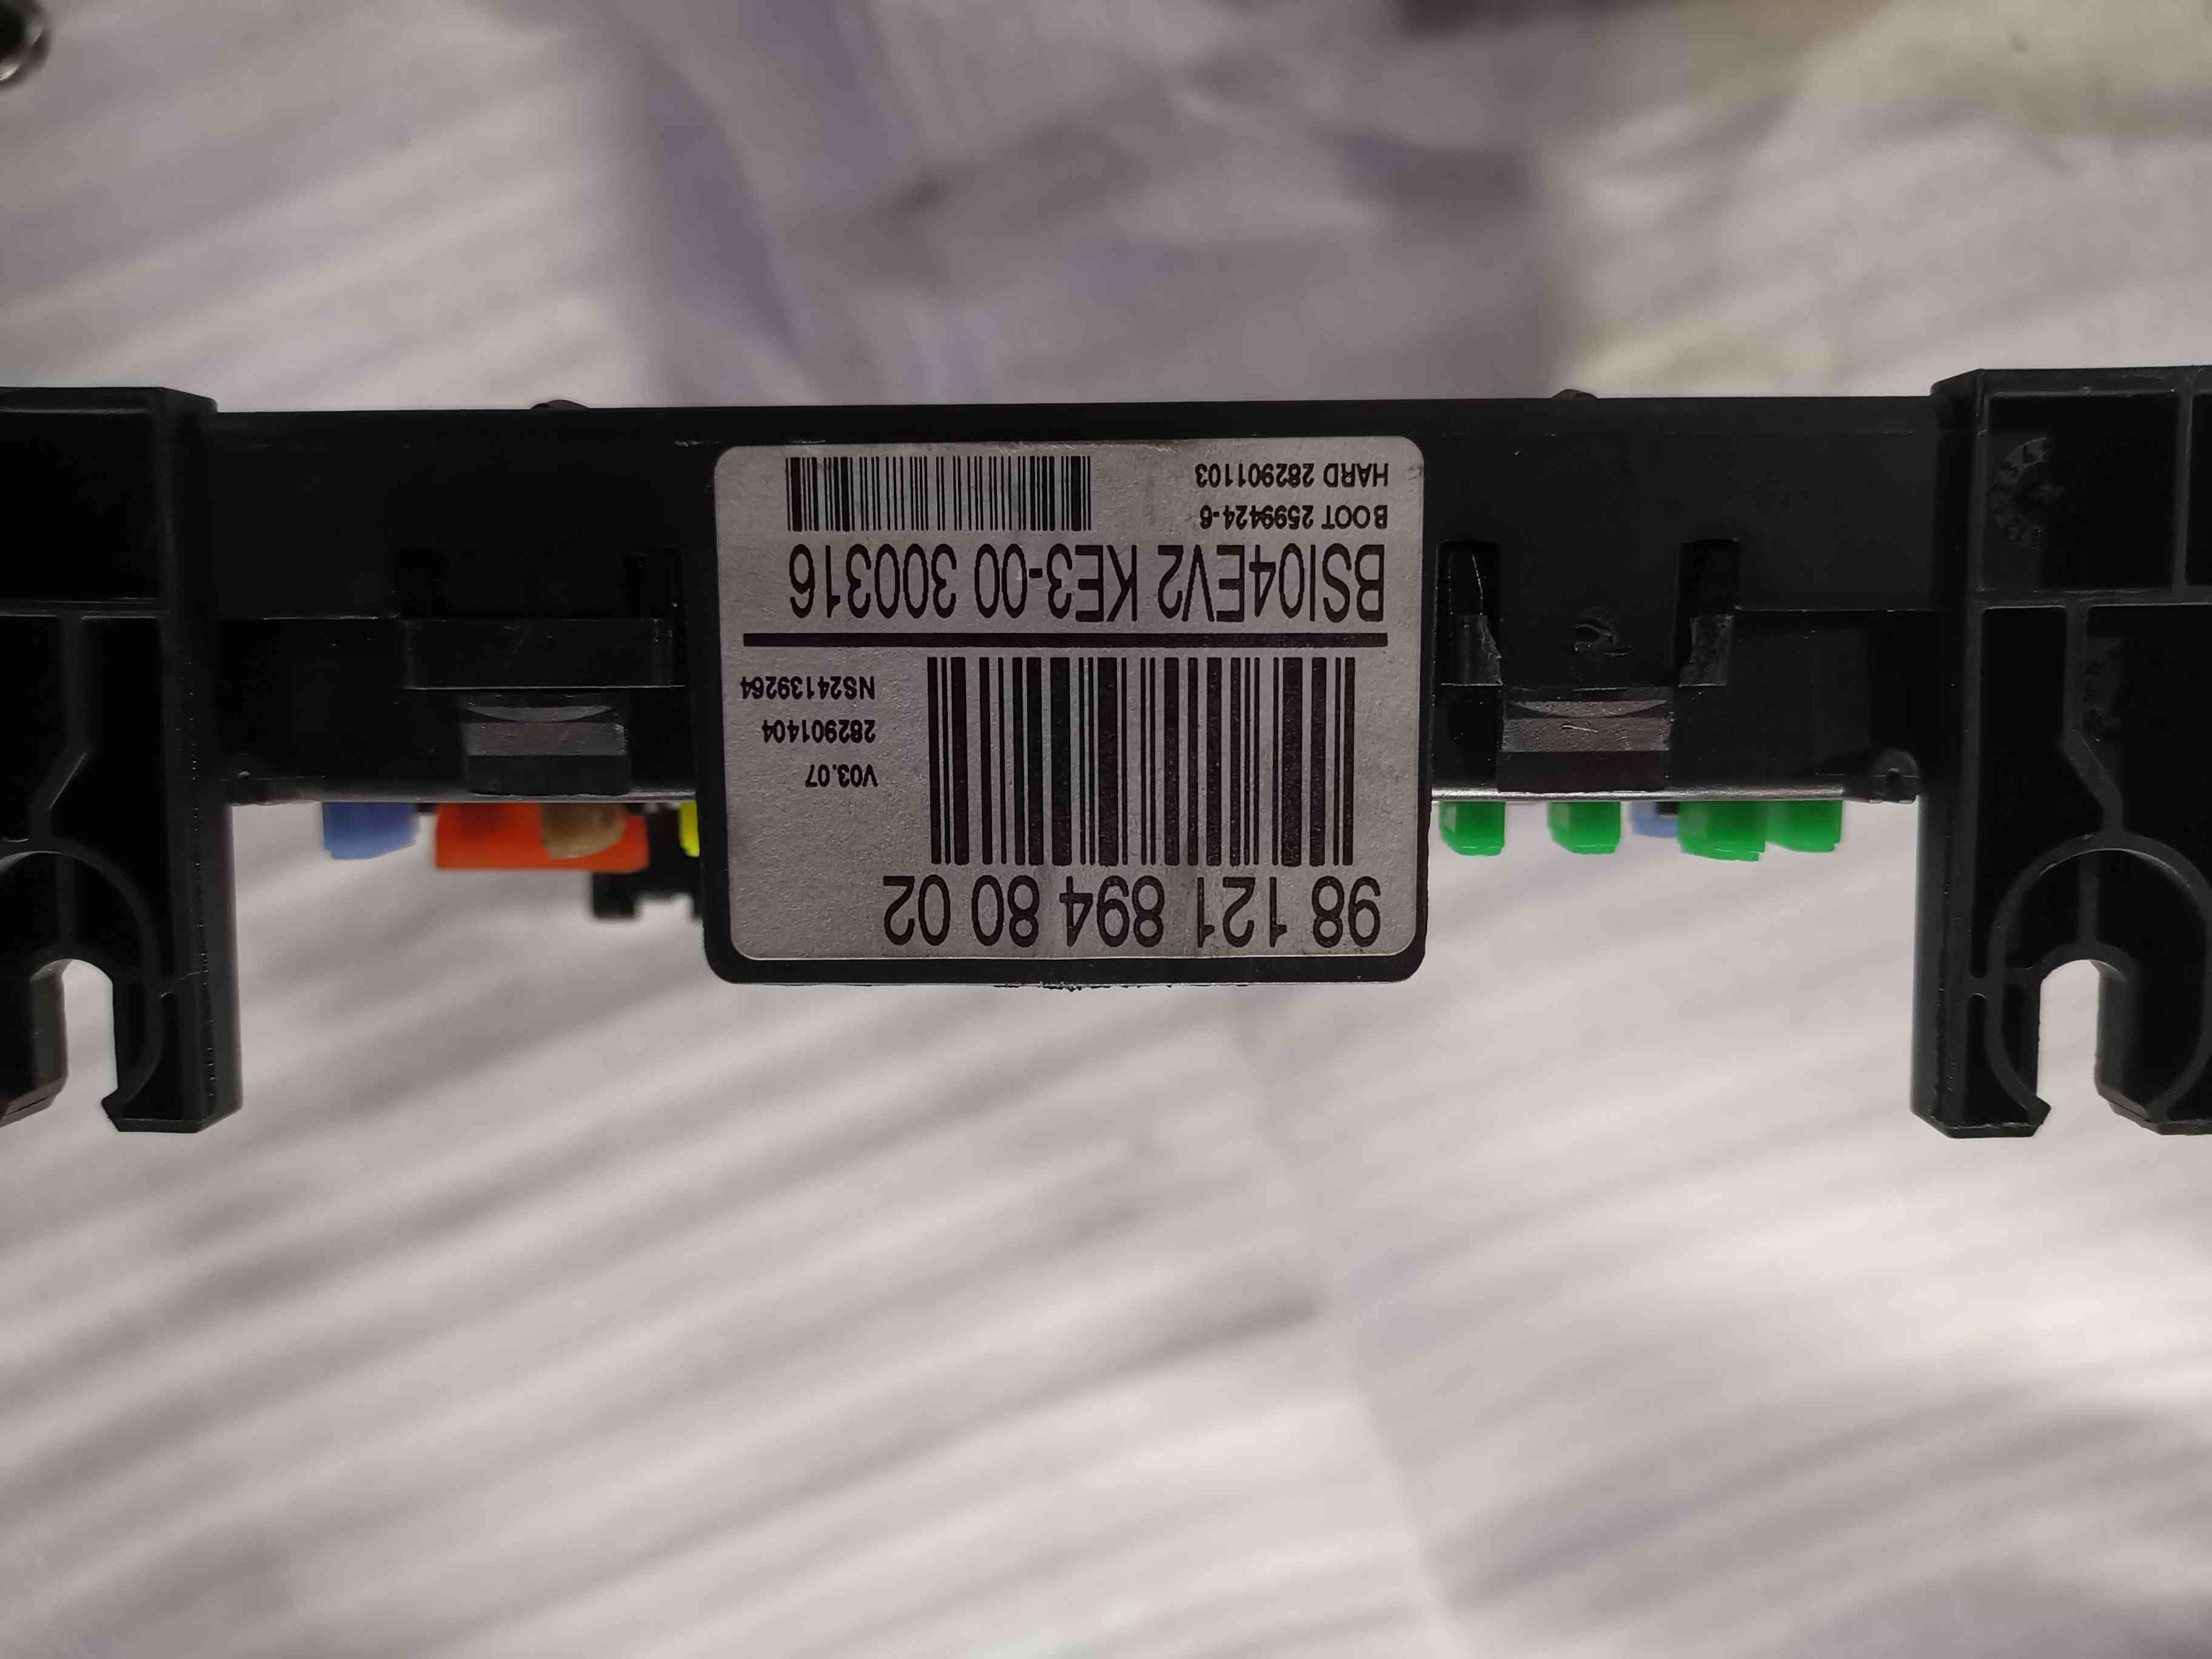 98 121 894 80 02
V03.07
282901404
NS24139264
BSI04EV2 KE3-00 300316
BOOT 2599424-6
HARD 282901103